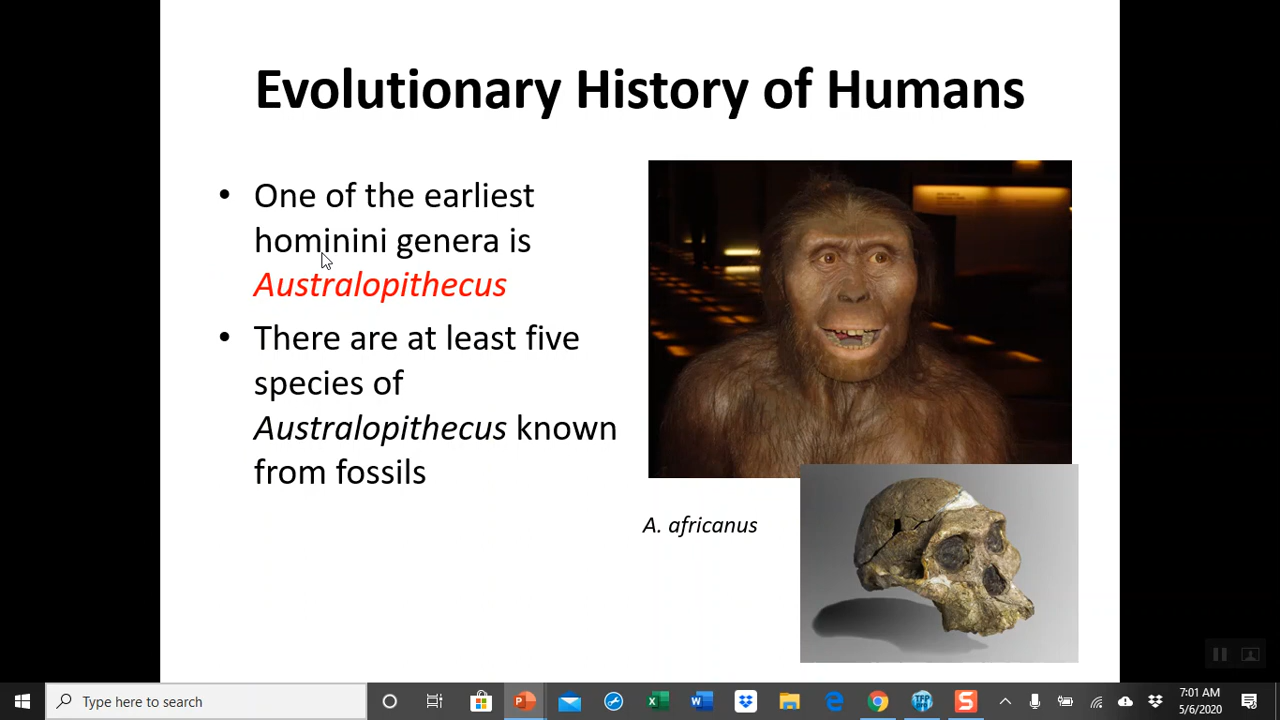 Evolutionary History of Humans
• One of the earliest
hominini genera is
Australopithecus
• There are at least five
species of
Australopithecus known
from fossils
A. africanus
Type here to search
7:01 AM
5/6/2020